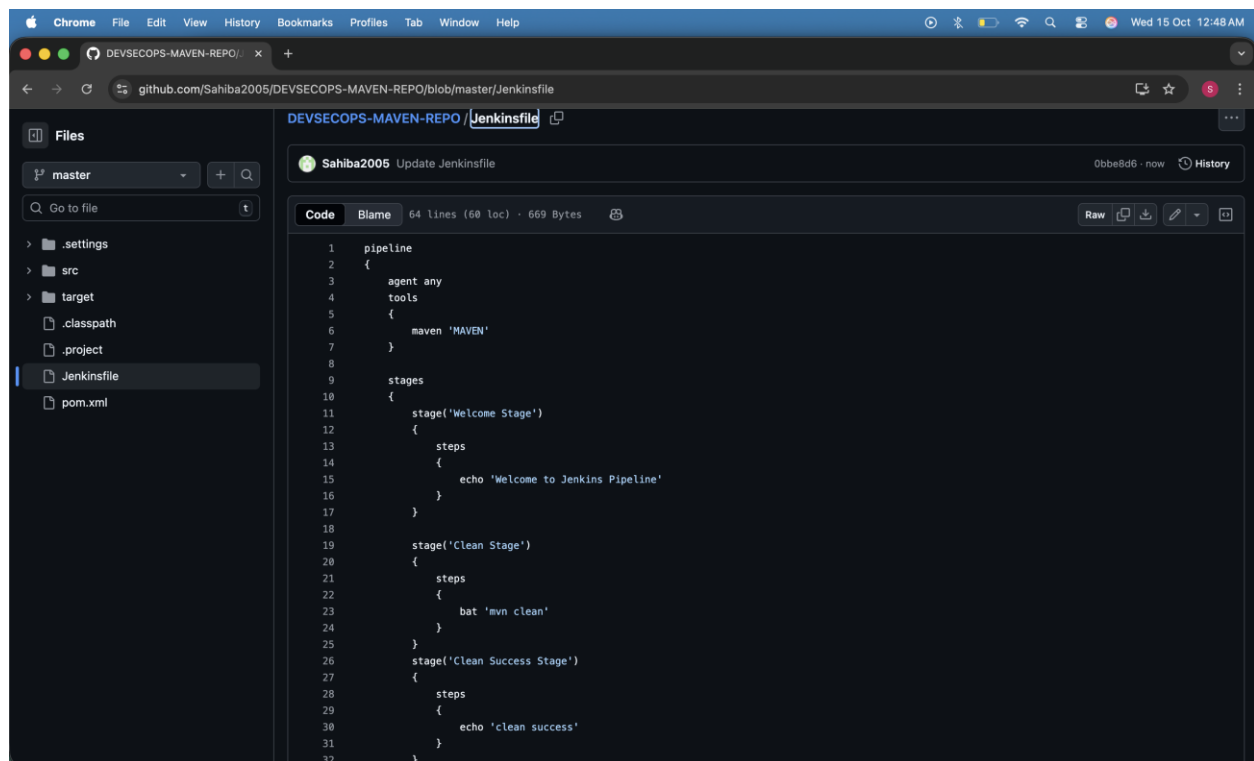 Chrome File Edit View History Bookmarks Profiles Tab Window Help Wed 15 Oct 12:48 AM
DEVSECOPS-MAVEN-REPO/J
github.com/Sahiba2005/DEVSECOPS-MAVEN-REPO/blob/master/Jenkinsfile S
Files
master
Go to file t
.settings
src
target
.classpath
.project
Jenkinsfile
pom.xml
DEVSECOPS-MAVEN-REPO / Jenkinsfile
Sahiba2005 Update Jenkinsfile 0bbe8d6 · now History
Code Blame 64 lines (60 loc) · 669 Bytes Raw
1 pipeline
2 {
3 agent any
4 tools
5 {
6 maven 'MAVEN'
7 }
8
9 stages
10 {
11 stage('Welcome Stage')
12 {
13 steps
14 {
15 echo 'Welcome to Jenkins Pipeline'
16 }
17 }
18
19 stage('Clean Stage')
20 {
21 steps
22 {
23 bat 'mvn clean'
24 }
25 }
26 stage('Clean Success Stage')
27 {
28 steps
29 {
30 echo 'clean success'
31 }
32 }